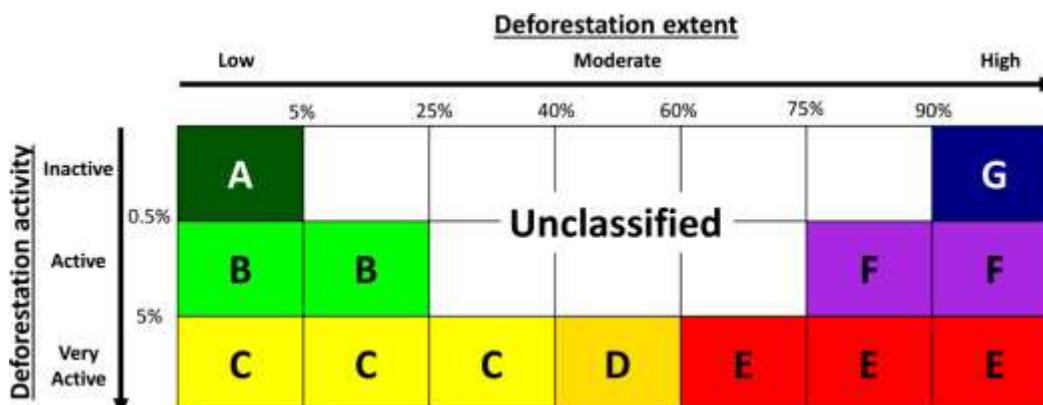 Deforestation extent
Low Moderate High
5% 25% 40% 60% 75% 90%
Deforestation activity
Inactive A G
0.5% Unclassified
Active B B F F
5%
Very
Active C C C D E E E